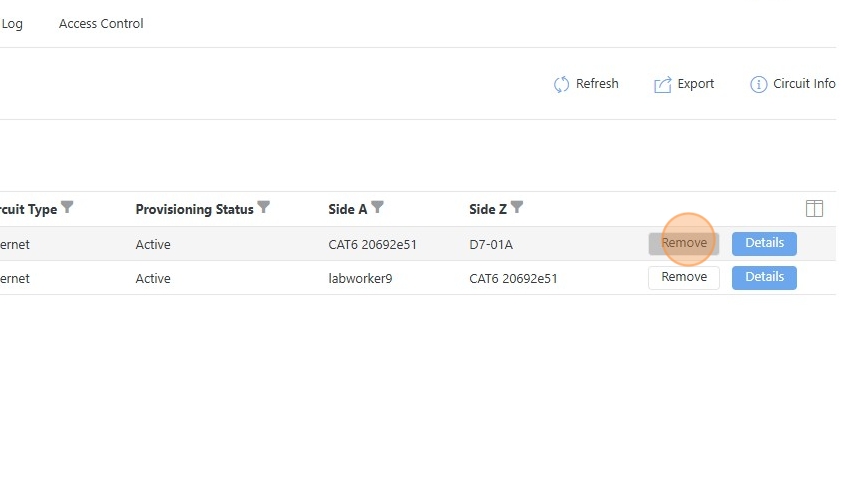 Log Access Control
Refresh Export Circuit Info
rcuit Type Provisioning Status Side A Side Z
ernet Active CAT6 20692e51 D7-01A Remove Details
ernet Active labworker9 CAT6 20692e51 Remove Details